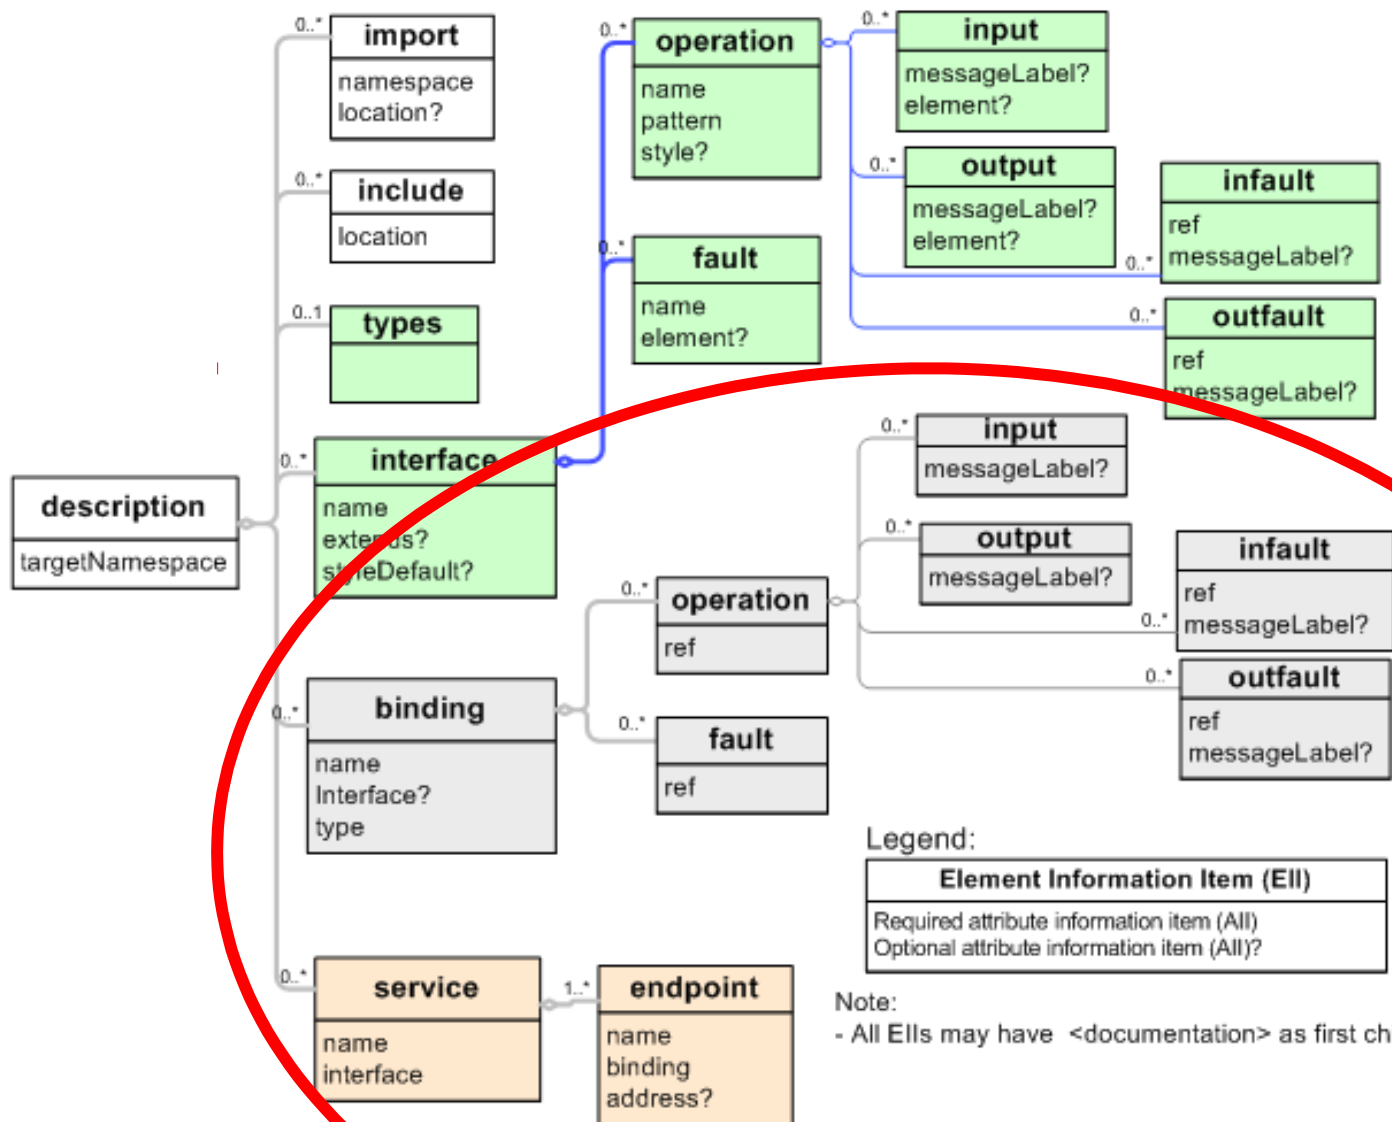 0..*
import
namespace
location?
0..*
include
location
0..1
types
0..*
interface
name
extends?
styleDefault?
description
targetNamespace
0..*
operation
name
pattern
style?
0..*
fault
name
element?
0..*
input
messageLabel?
element?
0..*
output
messageLabel?
element?
0..*
infault
ref
messageLabel?
0..*
outfault
ref
messageLabel?
0..*
binding
name
Interface?
type
0..*
operation
ref
0..*
fault
ref
0..*
input
messageLabel?
0..*
output
messageLabel?
0..*
infault
ref
messageLabel?
0..*
outfault
ref
messageLabel?
0..*
service
name
interface
1..*
endpoint
name
binding
address?
Legend:
Element Information Item (EII)
Required attribute information item (AII)
Optional attribute information item (AII)?
Note:
- All EIIs may have <documentation> as first ch